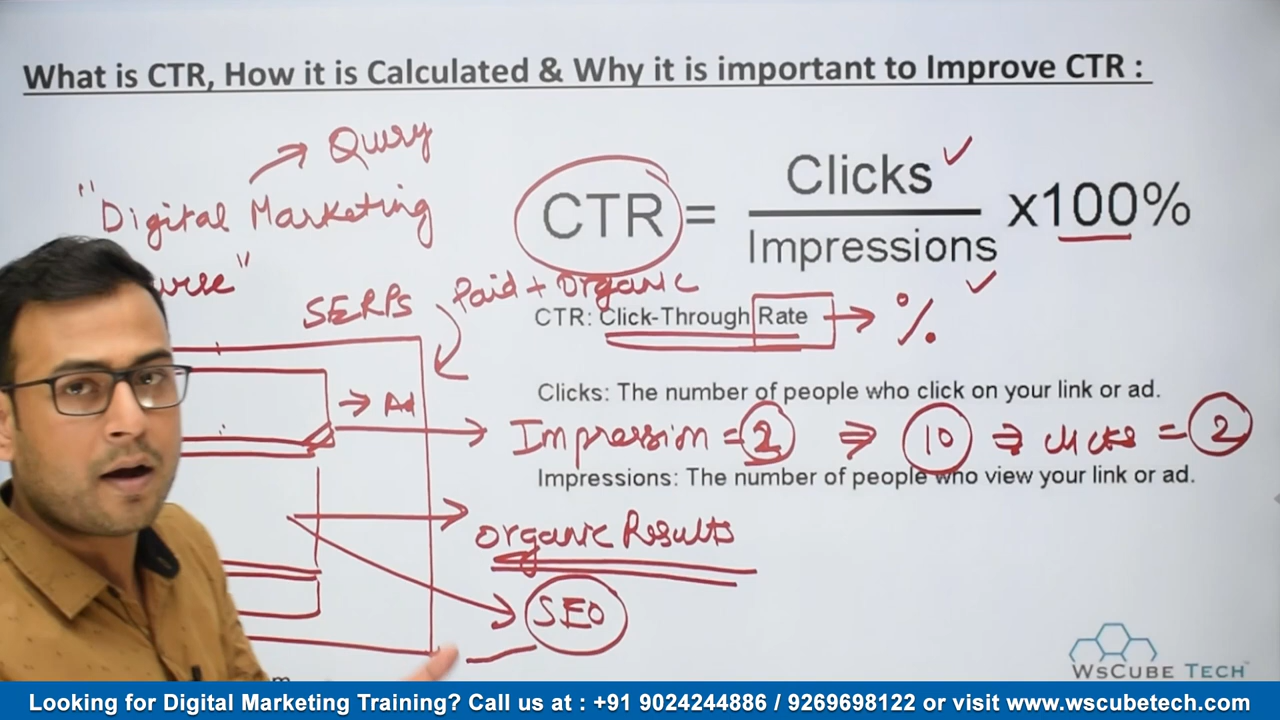 What is CTR, How it is Calculated & Why it is important to Improve CTR :
Query
"Digital Marketing
"
CTR = Clicks / Impressions x100%
SERPs
Paid + Organic
CTR: Click-Through Rate → %
Clicks: The number of people who click on your link or ad.
→ Ad
Impression = 2 ⇒ 10 ⇒ clicks = 2
Impressions: The number of people who view your link or ad.
Organic Results
SEO
WsCube Tech
Looking for Digital Marketing Training? Call us at : +91 9024244886 / 9269698122 or visit www.wscubetech.com